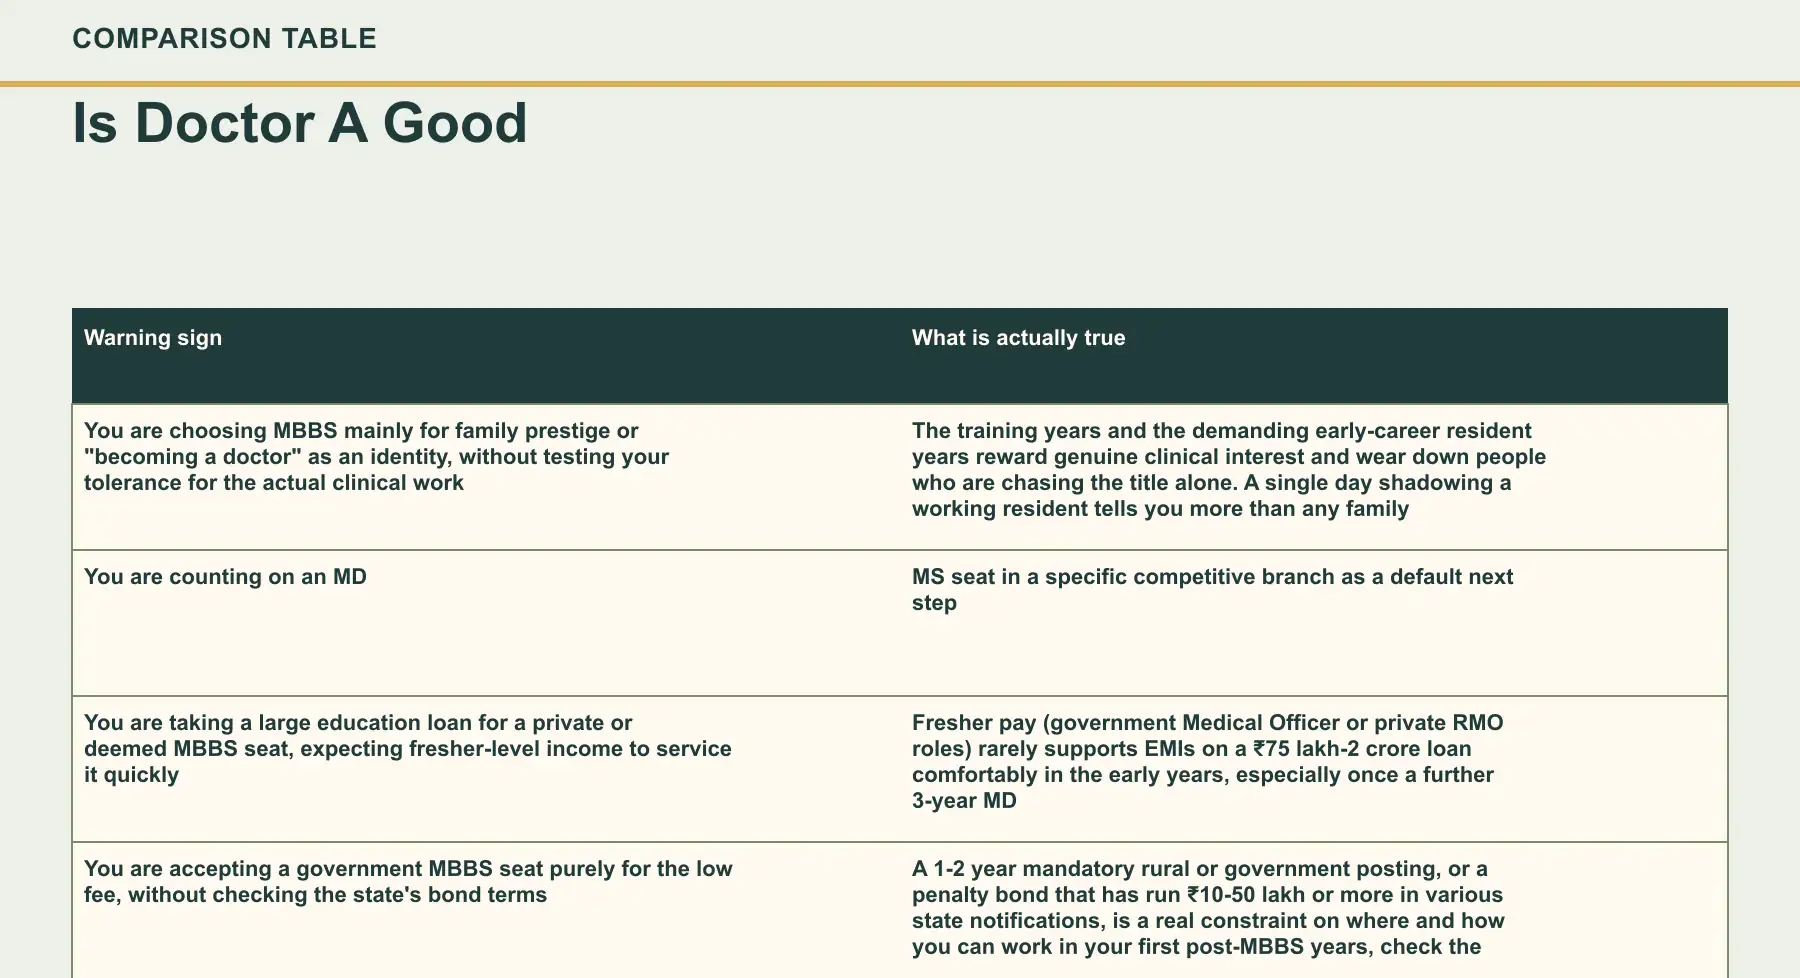 COMPARISON TABLE
Is Doctor A Good
Warning sign
What is actually true
You are choosing MBBS mainly for family prestige or
"becoming a doctor" as an identity, without testing your
tolerance for the actual clinical work
The training years and the demanding early-career resident
years reward genuine clinical interest and wear down people
who are chasing the title alone. A single day shadowing a
working resident tells you more than any family
You are counting on an MD
MS seat in a specific competitive branch as a default next
step
You are taking a large education loan for a private or
deemed MBBS seat, expecting fresher-level income to service
it quickly
Fresher pay (government Medical Officer or private RMO
roles) rarely supports EMIs on a ₹75 lakh-2 crore loan
comfortably in the early years, especially once a further
3-year MD
You are accepting a government MBBS seat purely for the low
fee, without checking the state's bond terms
A 1-2 year mandatory rural or government posting, or a
penalty bond that has run ₹10-50 lakh or more in various
state notifications, is a real constraint on where and how
you can work in your first post-MBBS years, check the